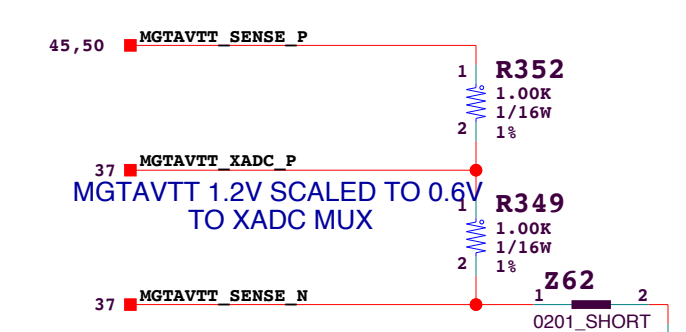 45,50 MGTAVTT_SENSE_P
1 R352
1.00K
1/16W
2 1%
37 MGTAVTT_XADC_P
MGTAVTT 1.2V SCALED TO 0.6V
TO XADC MUX
1 R349
1.00K
1/16W
2 1%
37 MGTAVTT_SENSE_N
Z62
1 2
0201_SHORT